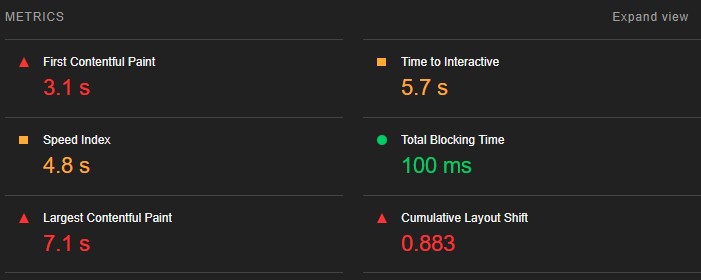 METRICS
Expand view
First Contentful Paint
3.1 s
Time to Interactive
5.7 s
Speed Index
4.8 s
Total Blocking Time
100 ms
Largest Contentful Paint
7.1 s
Cumulative Layout Shift
0.883